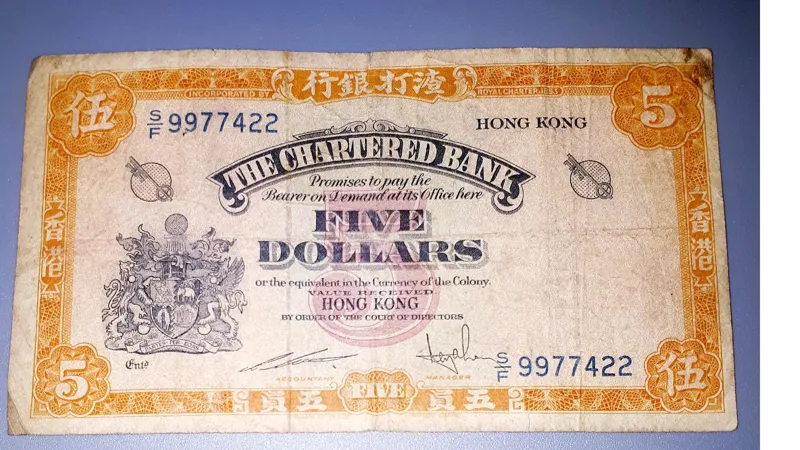 行銀打渣
INCORPORATED BY ROYAL CHARTER 1853
伍 5
S/F 9977422
HONG KONG
THE CHARTERED BANK
Promises to pay the
Bearer on Demand at its Office here
FIVE
DOLLARS
or the equivalent in the Currency of the Colony.
VALUE RECEIVED
HONG KONG
BY ORDER OF THE COURT OF DIRECTORS
香港
香港
5
Entd
ACCOUNTANT
MANAGER
S/F 9977422
5 伍
員五 FIVE 員五